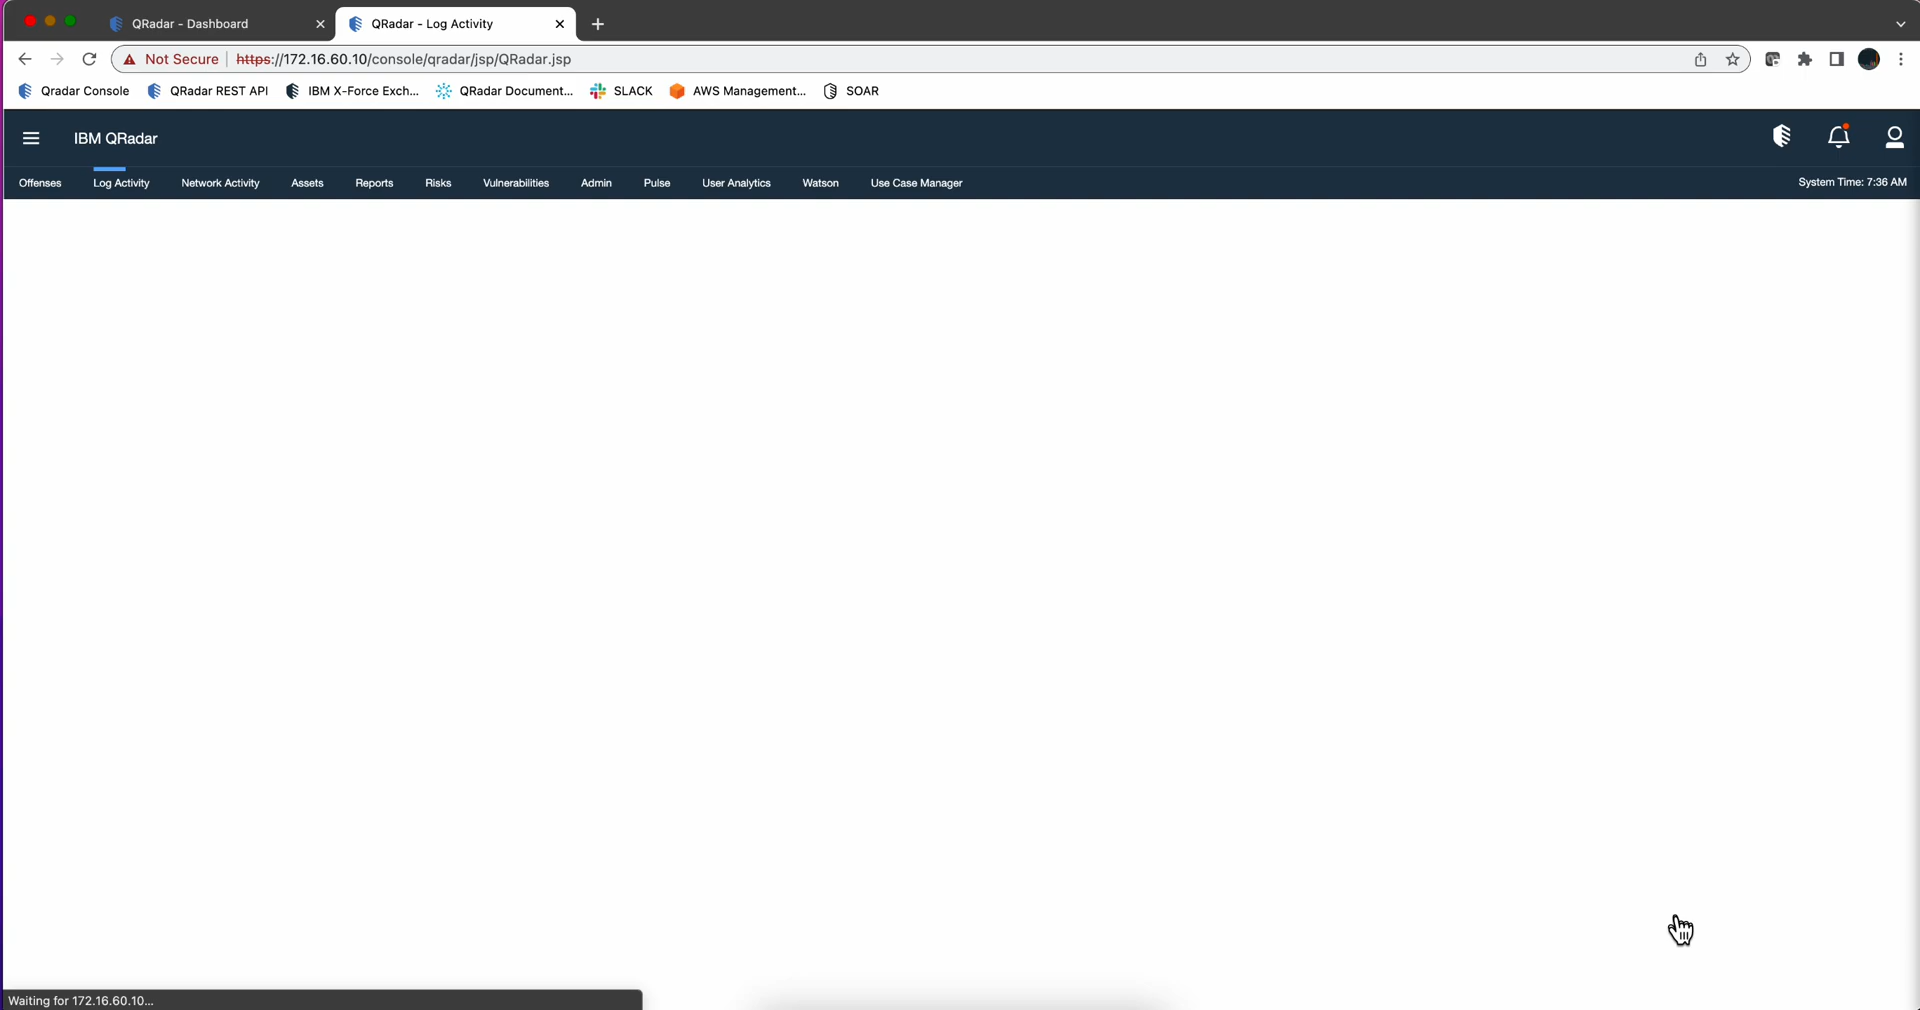 QRadar - Dashboard
QRadar - Log Activity
Not Secure https://172.16.60.10/console/qradar/jsp/QRadar.jsp
Qradar Console QRadar REST API IBM X-Force Exch... QRadar Document... SLACK AWS Management... SOAR
IBM QRadar
Offenses Log Activity Network Activity Assets Reports Risks Vulnerabilities Admin Pulse User Analytics Watson Use Case Manager System Time: 7:36 AM
Waiting for 172.16.60.10...